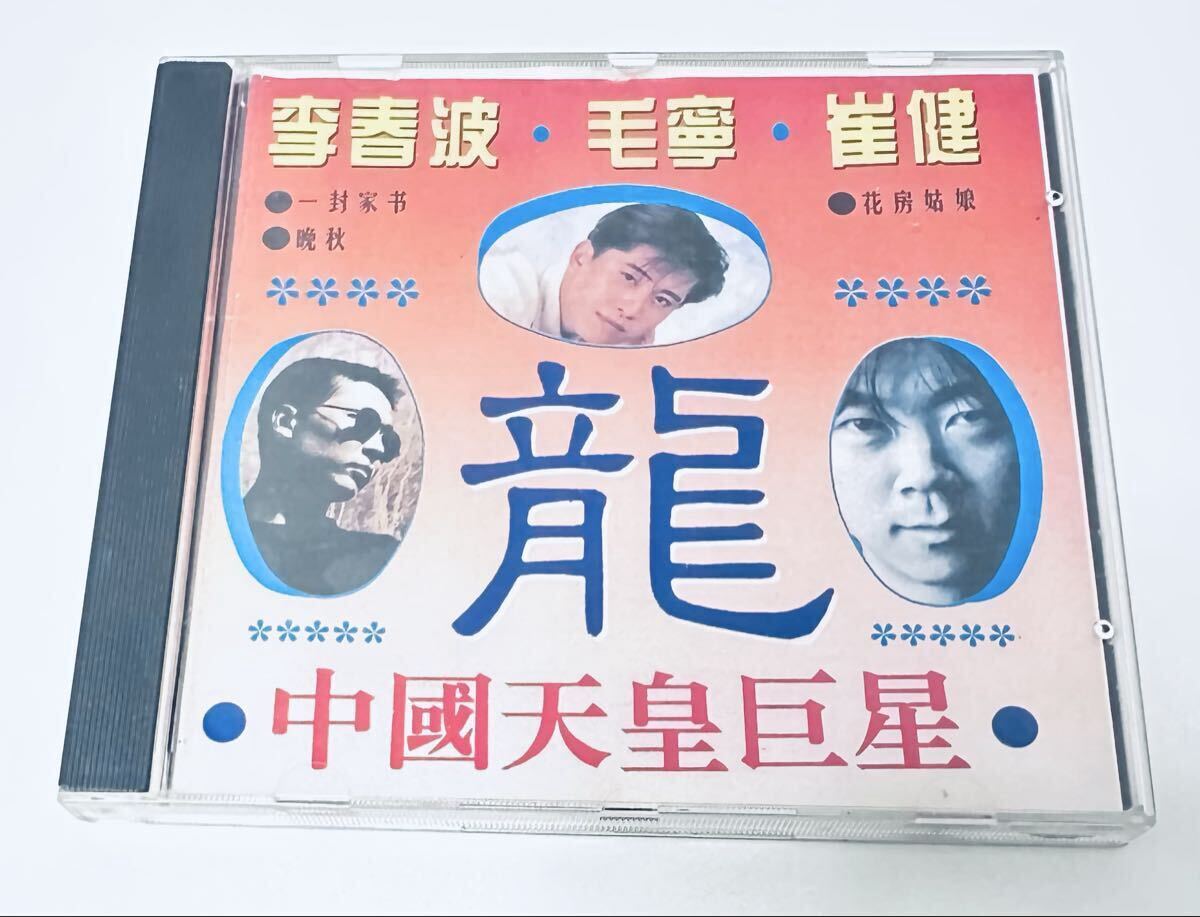 李春波·毛寧·崔健
●一封家书
●晚秋
●花房姑娘
龍
·中國天皇巨星·